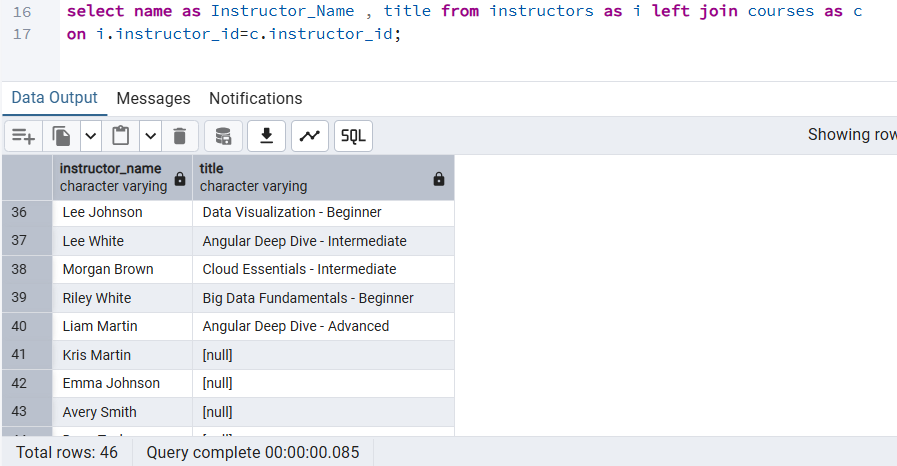 16 select name as Instructor_Name , title from instructors as i left join courses as c
17 on i.instructor_id=c.instructor_id;
Data Output Messages Notifications
SQL
Showing row
instructor_name title
character varying character varying
36 Lee Johnson Data Visualization - Beginner
37 Lee White Angular Deep Dive - Intermediate
38 Morgan Brown Cloud Essentials - Intermediate
39 Riley White Big Data Fundamentals - Beginner
40 Liam Martin Angular Deep Dive - Advanced
41 Kris Martin [null]
42 Emma Johnson [null]
43 Avery Smith [null]
Total rows: 46 Query complete 00:00:00.085